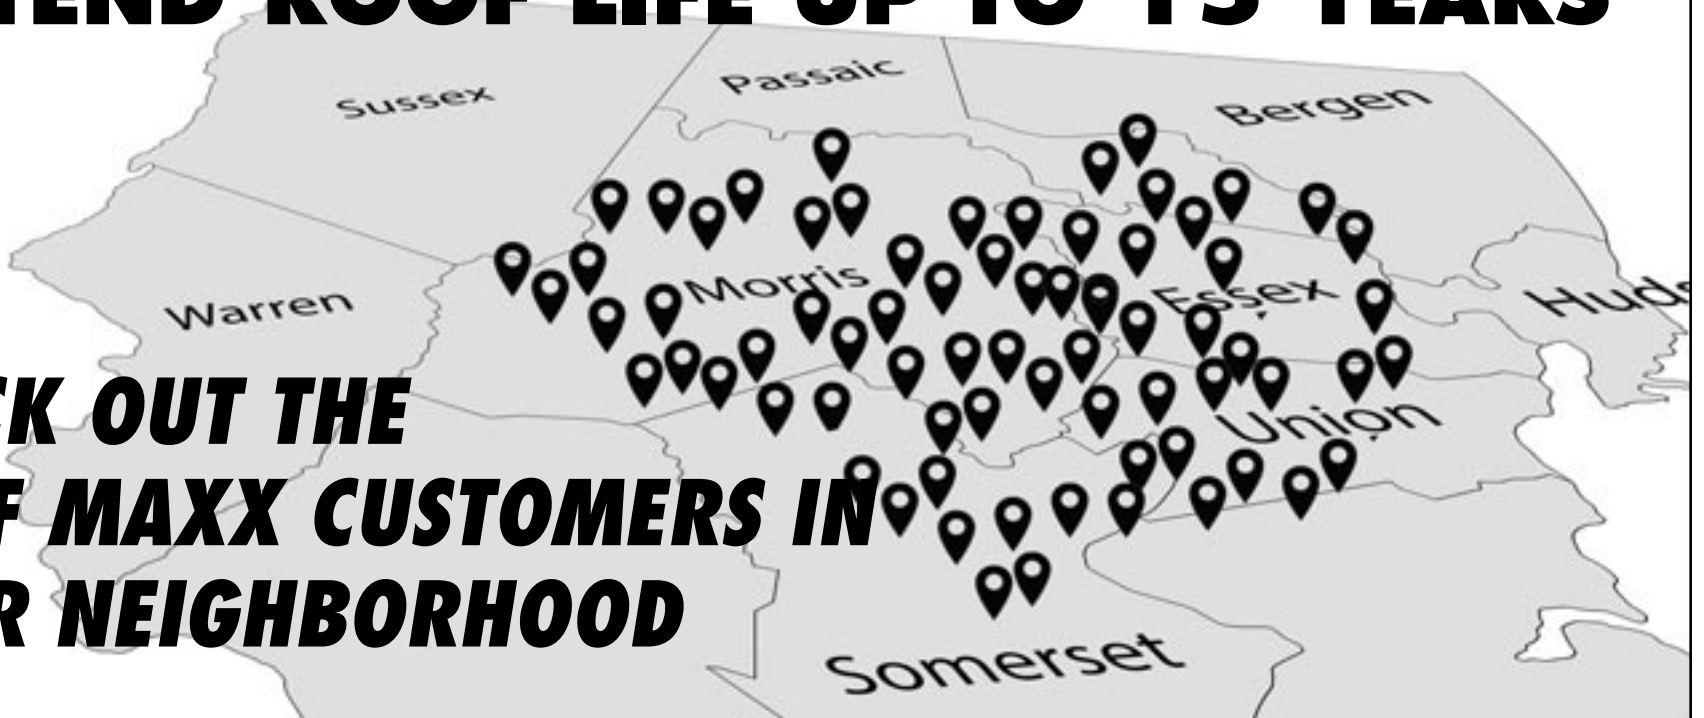 TEND ROOF LIFE UP TO 15 YEARS
Passaic
Sussex
Bergen
Morris
Essex
Warren
Huds
CK OUT THE
Union
F MAXX CUSTOMERS IN
R NEIGHBORHOOD
Somerset